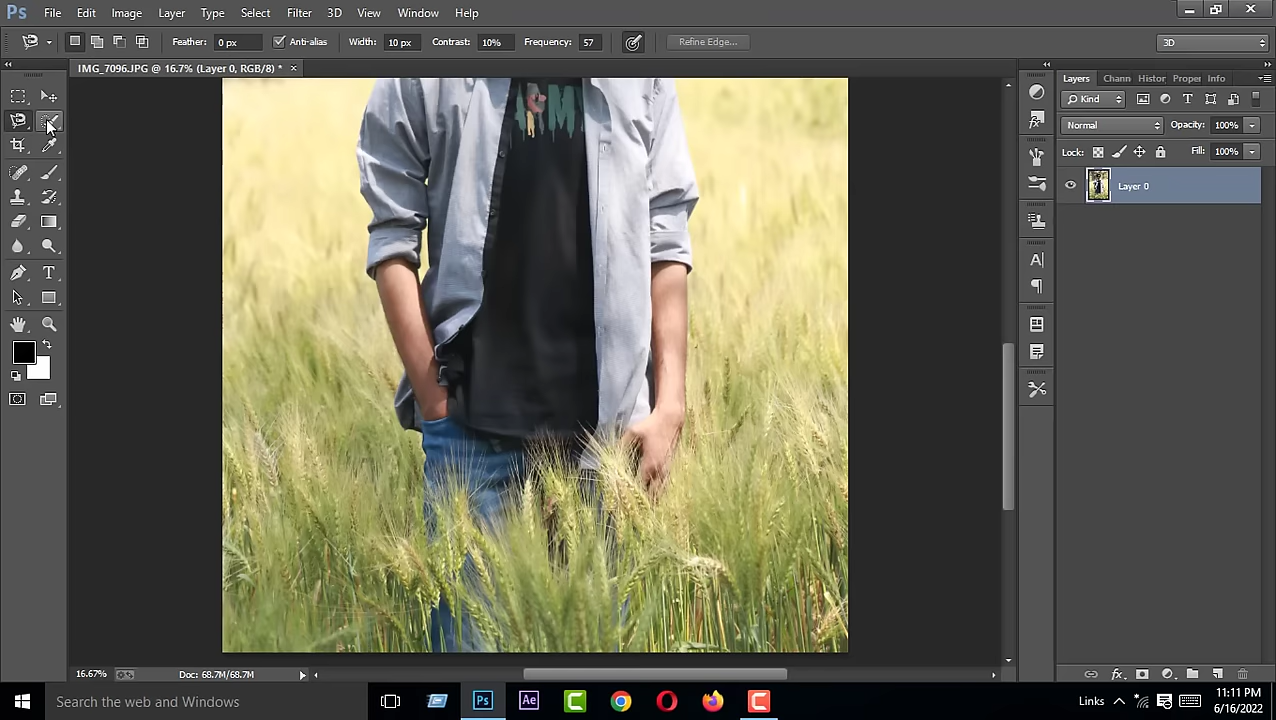 Ps File Edit Image Layer Type Select Filter 3D View Window Help
Feather: 0 px Anti-alias Width: 10 px Contrast: 10% Frequency: 57 Refine Edge... 3D
IMG_7096.JPG @ 16.7% (Layer 0, RGB/8) *
Layers Chann Histor Proper Info
Kind
Normal Opacity: 100%
Lock: Fill: 100%
Layer 0
ARMY
16.67% Doc: 68.7M/68.7M
Search the web and Windows
Ps Ae
Links 11:11 PM
6/16/2022